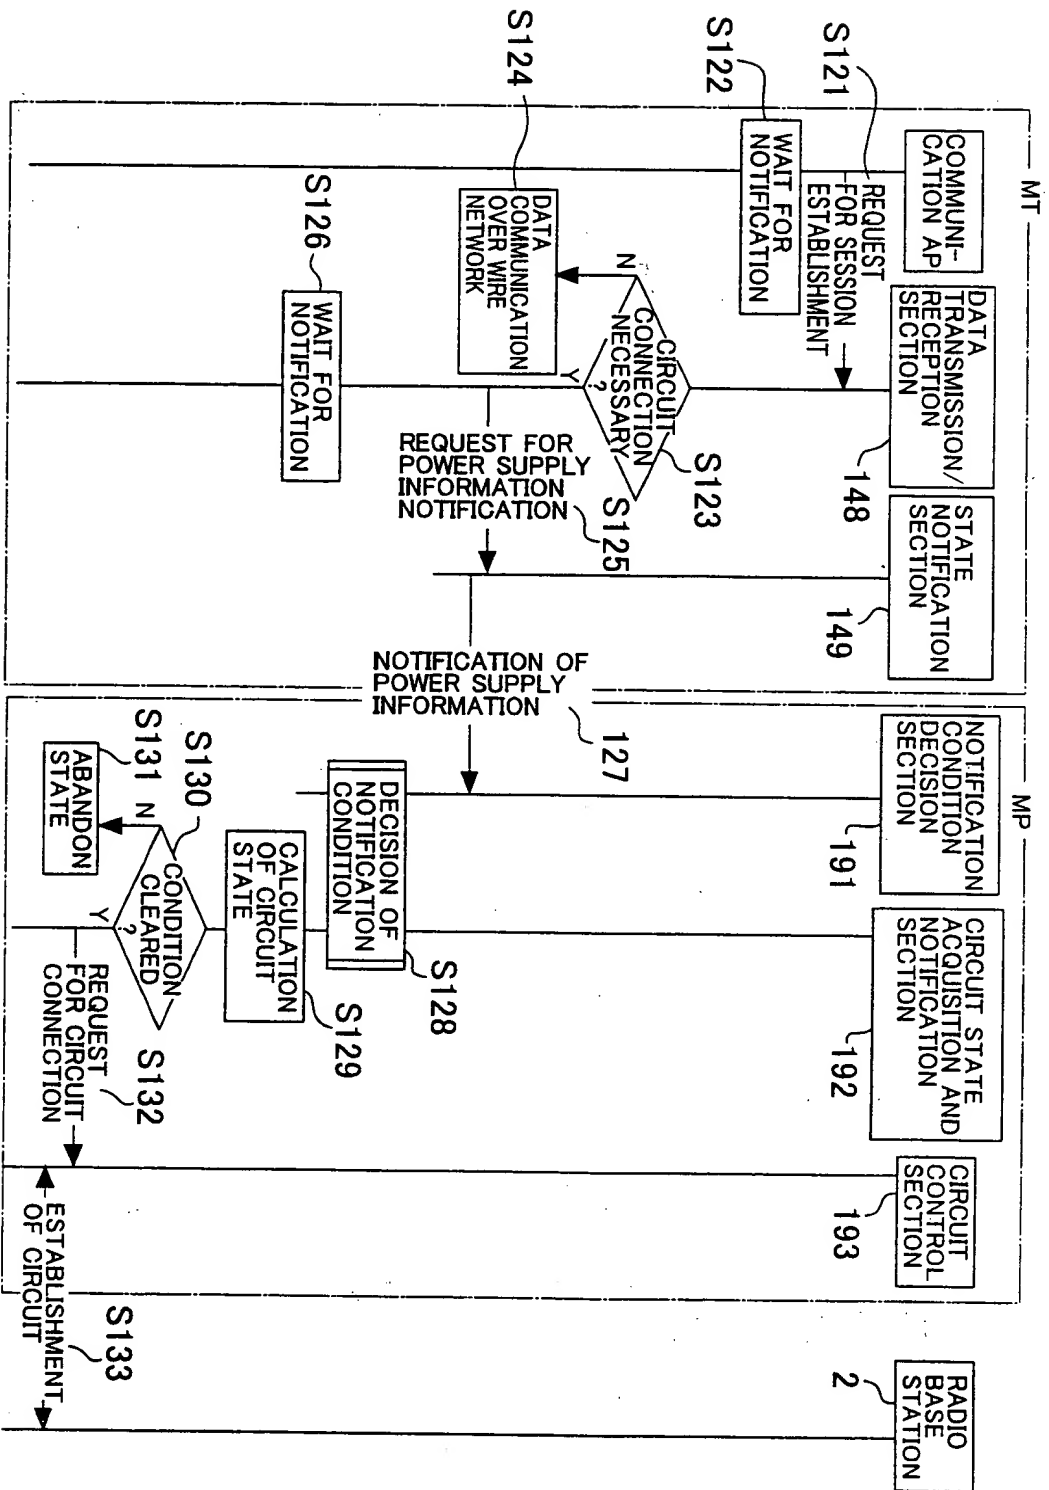 MT
COMMUNI-
CATION AP
DATA
TRANSMISSION/
RECEPTION
SECTION
148
STATE
NOTIFICATION
SECTION
149
MP
NOTIFICATION
CONDITION
DECISION
SECTION
191
CIRCUIT STATE
ACQUISITION AND
NOTIFICATION
SECTION
192
CIRCUIT
CONTROL
SECTION
193
RADIO
BASE
STATION
2
S121
REQUEST
FOR SESSION
ESTABLISHMENT
S122
WAIT FOR
NOTIFICATION
CIRCUIT
CONNECTION
NECESSARY
?
S123
N
Y
S124
DATA
COMMUNICATION
OVER WIRE
NETWORK
S125
REQUEST FOR
POWER SUPPLY
INFORMATION
NOTIFICATION
S126
WAIT FOR
NOTIFICATION
127
NOTIFICATION OF
POWER SUPPLY
INFORMATION
DECISION OF
NOTIFICATION
CONDITION
S128
CALCULATION
OF CIRCUIT
STATE
S129
S130
CONDITION
CLEARED
?
N
Y
S131
ABANDON
STATE
S132
REQUEST
FOR CIRCUIT
CONNECTION
S133
ESTABLISHMENT
OF CIRCUIT